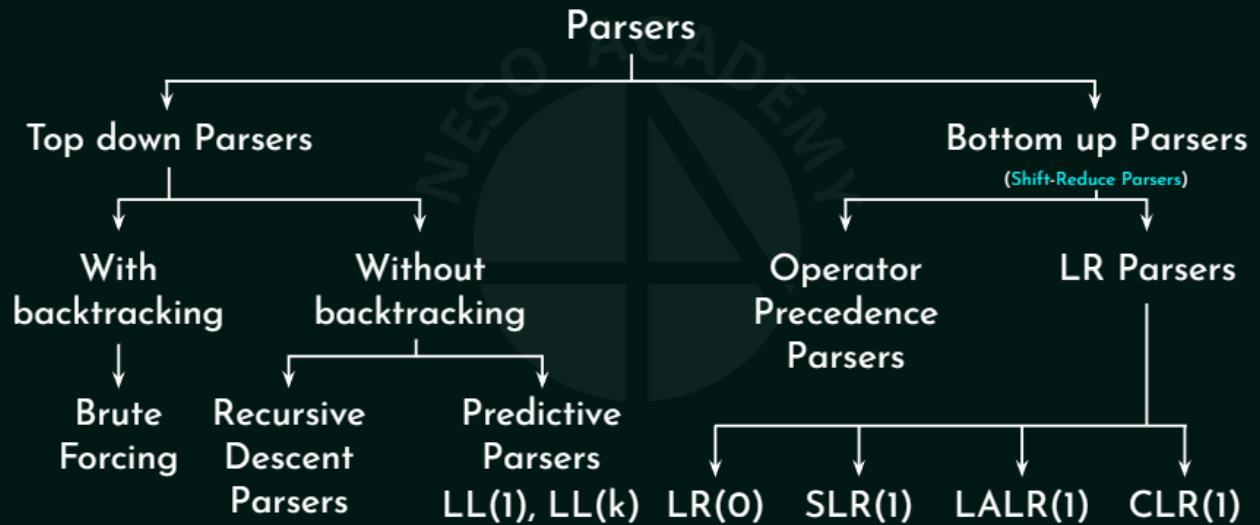 Parsers
NESO ACADEMY
Top down Parsers
Bottom up Parsers
(Shift-Reduce Parsers)
With
backtracking
Without
backtracking
Operator
Precedence
Parsers
LR Parsers
Brute
Forcing
Recursive
Descent
Parsers
Predictive
Parsers
LL(1), LL(k)
LR(0)
SLR(1)
LALR(1)
CLR(1)